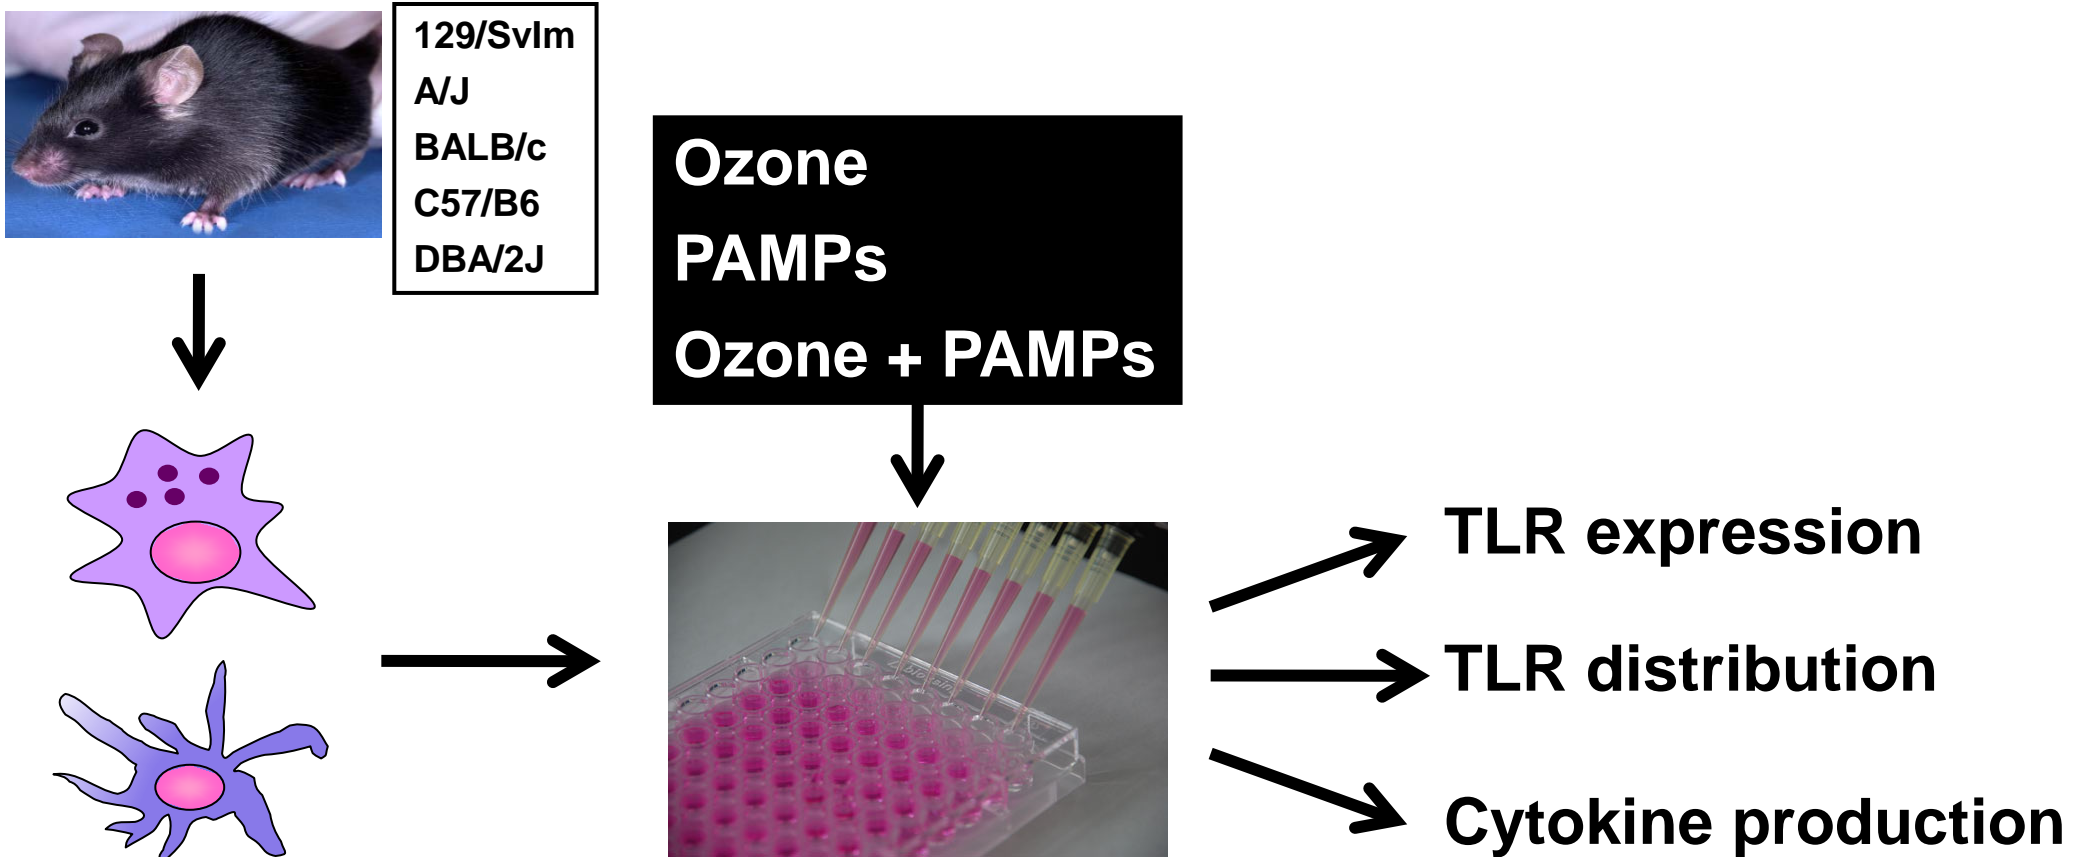 129/SvIm
A/J
BALB/c
C57/B6
DBA/2J
Ozone
PAMPs
Ozone + PAMPs
TLR expression
TLR distribution
Cytokine production